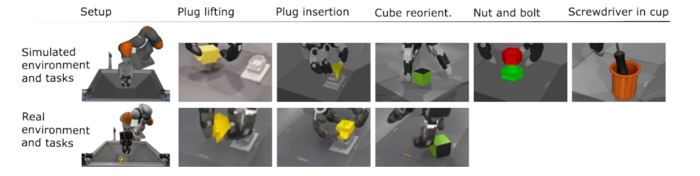 Setup Plug lifting Plug insertion Cube reorient. Nut and bolt Screwdriver in cup
Simulated
environment
and tasks
Real
environment
and tasks